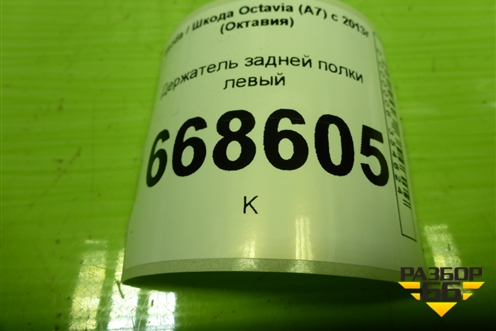 / Шкода Octavia (A7) с 2013г
(Октавия)
Держатель задней полки
левый
668605
К
РАЗБОР
66